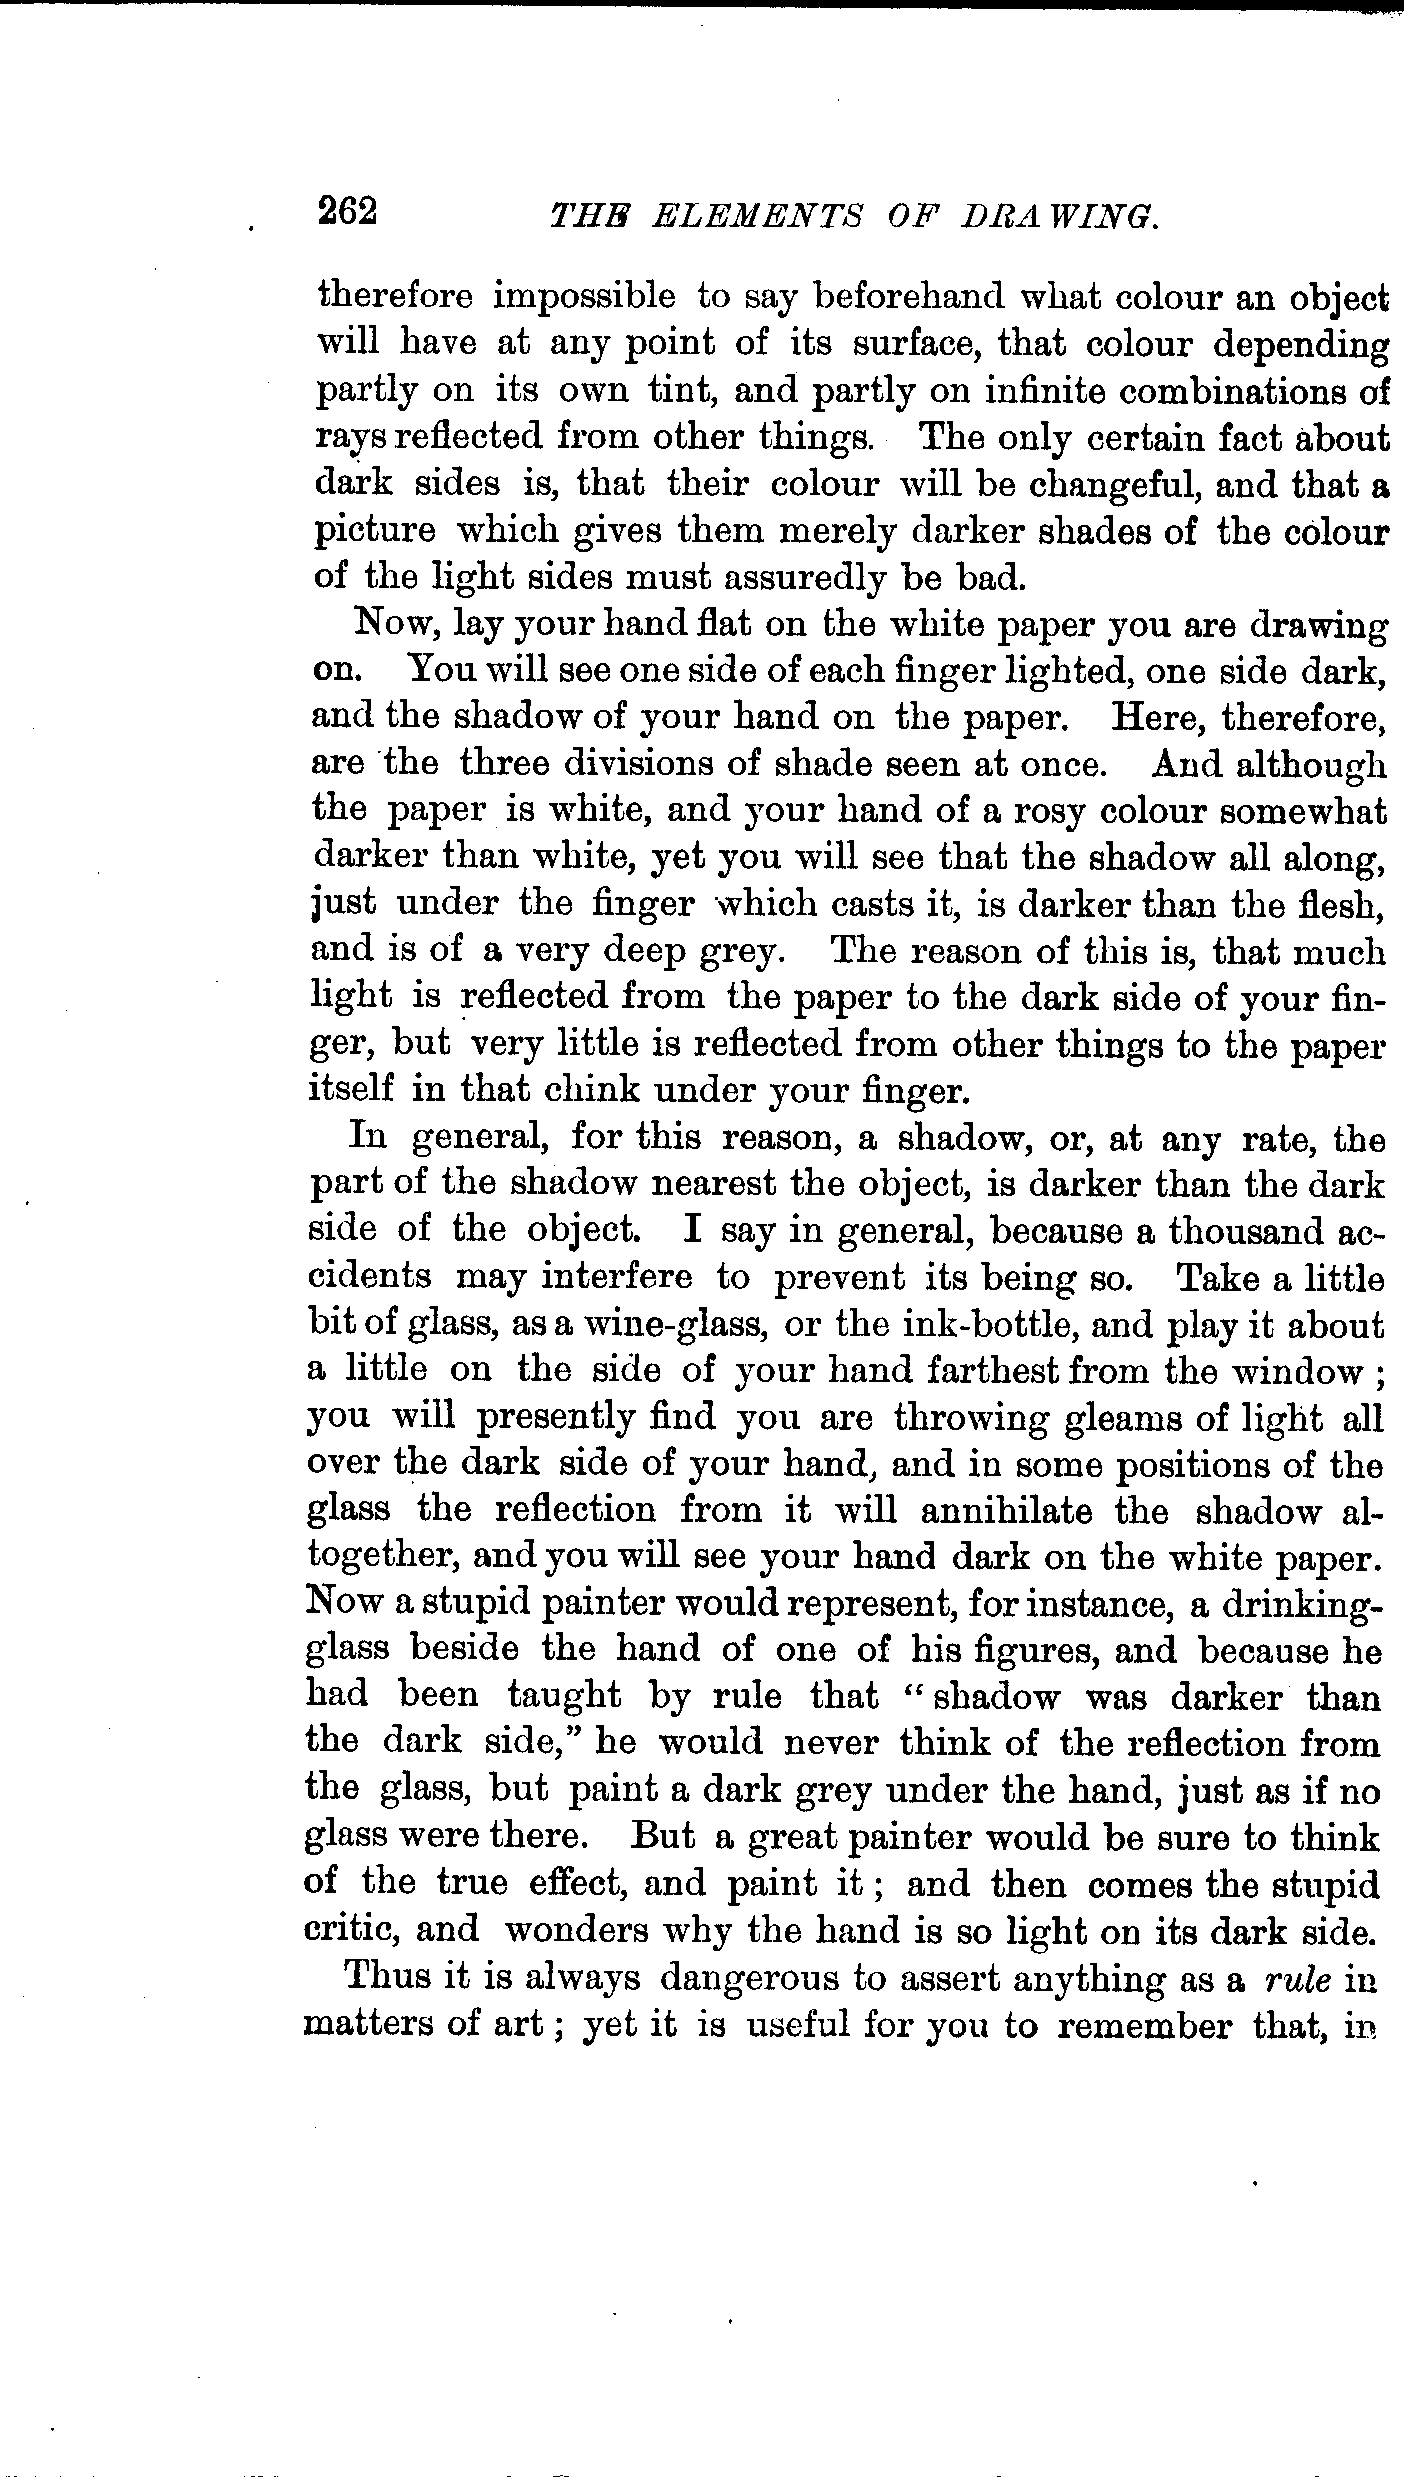 262 THE ELEMENTS OF DRAWING.
therefore impossible to say beforehand what colour an object
will have at any point of its surface, that colour depending
partly on its own tint, and partly on infinite combinations of
rays reflected from other things. The only certain fact about
dark sides is, that their colour will be changeful, and that a
picture which gives them merely darker shades of the colour
of the light sides must assuredly be bad.
Now, lay your hand flat on the white paper you are drawing
on. You will see one side of each finger lighted, one side dark,
and the shadow of your hand on the paper. Here, therefore,
are the three divisions of shade seen at once. And although
the paper is white, and your hand of a rosy colour somewhat
darker than white, yet you will see that the shadow all along,
just under the finger which casts it, is darker than the flesh,
and is of a very deep grey. The reason of this is, that much
light is reflected from the paper to the dark side of your fin-
ger, but very little is reflected from other things to the paper
itself in that chink under your finger.
In general, for this reason, a shadow, or, at any rate, the
part of the shadow nearest the object, is darker than the dark
side of the object. I say in general, because a thousand ac-
cidents may interfere to prevent its being so. Take a little
bit of glass, as a wine-glass, or the ink-bottle, and play it about
a little on the side of your hand farthest from the window ;
you will presently find you are throwing gleams of light all
over the dark side of your hand, and in some positions of the
glass the reflection from it will annihilate the shadow al-
together, and you will see your hand dark on the white paper.
Now a stupid painter would represent, for instance, a drinking-
glass beside the hand of one of his figures, and because he
had been taught by rule that “ shadow was darker than
the dark side,” he would never think of the reflection from
the glass, but paint a dark grey under the hand, just as if no
glass were there. But a great painter would be sure to think
of the true effect, and paint it ; and then comes the stupid
critic, and wonders why the hand is so light on its dark side.
Thus it is always dangerous to assert anything as a rule in
matters of art ; yet it is useful for you to remember that, in